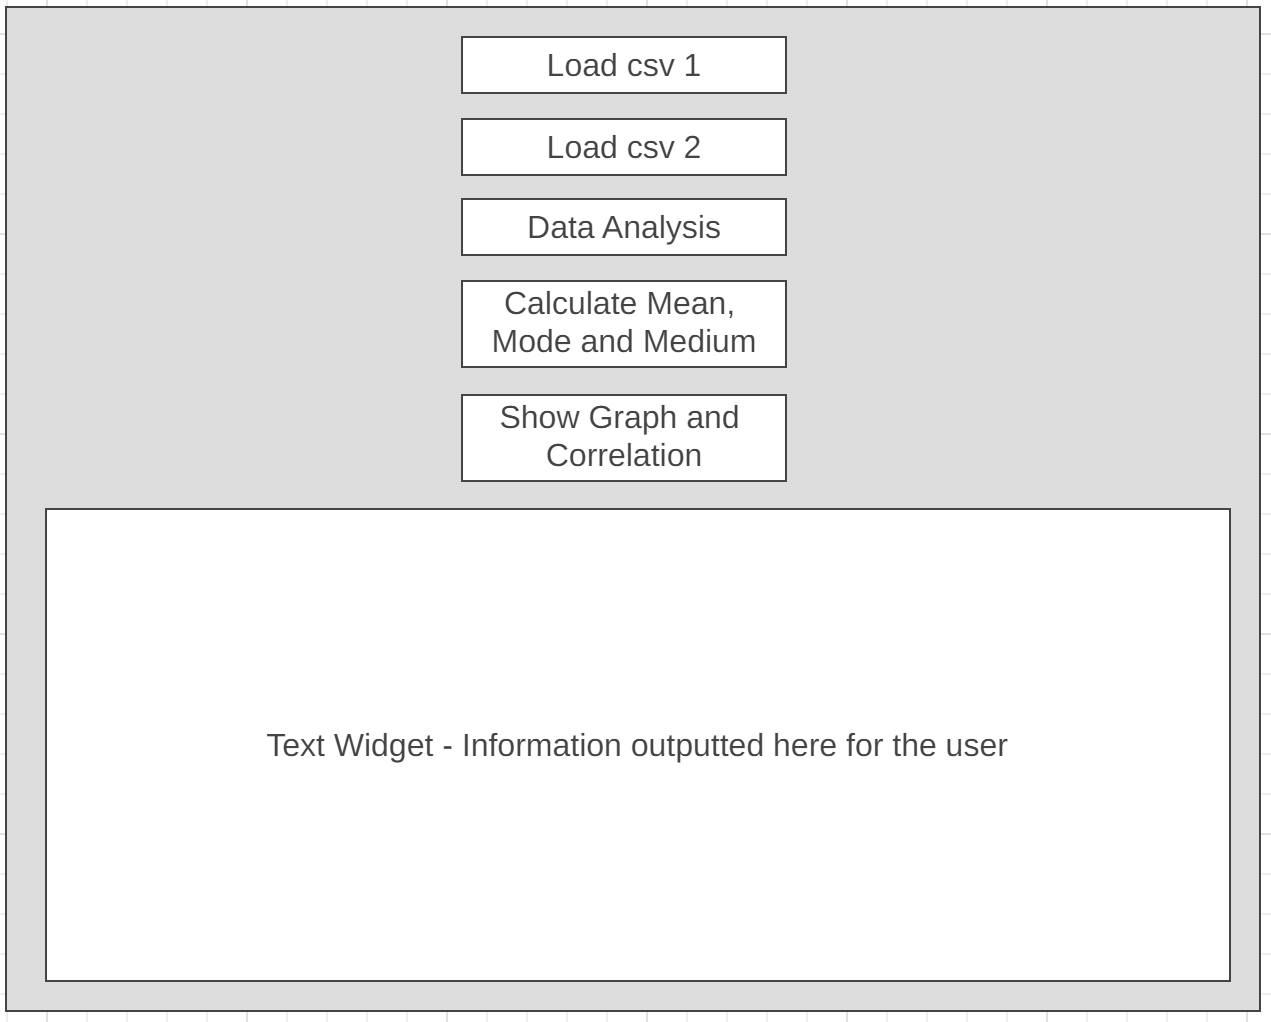 Load csv 1
Load csv 2
Data Analysis
Calculate Mean,
Mode and Medium
Show Graph and
Correlation
Text Widget - Information outputted here for the user